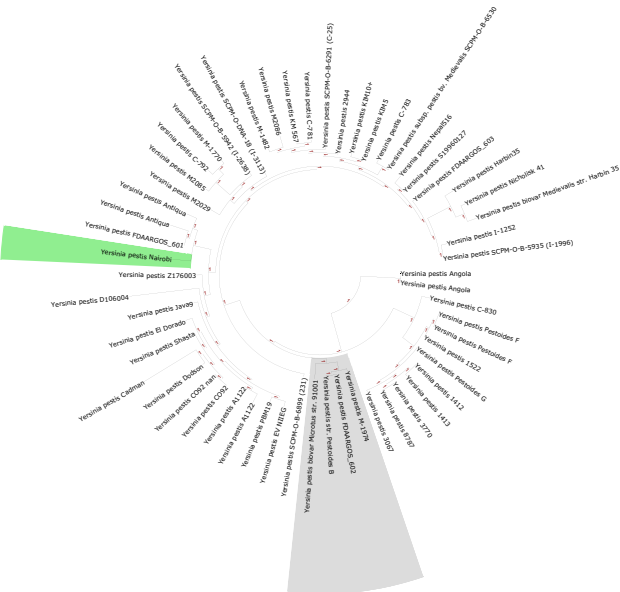 Yersinia pestis SCPM-O-B-6291 (C-25)
Yersinia pestis 2944
Yersinia pestis KIM10+
Yersinia pestis KIM5
Yersinia pestis C-783
Yersinia pestis subsp. pestis bv. Medievalis SCPM-O-B-6530
Yersinia pestis Nepal516
Yersinia pestis S19960127
Yersinia pestis FDAARGOS_603
Yersinia pestis Harbin35
Yersinia pestis Nicholisk 41
Yersinia pestis biovar Medievalis str. Harbin 35
Yersinia pestis I-1252
Yersinia pestis SCPM-O-B-5935 (I-1996)
Yersinia pestis Angola
Yersinia pestis Angola
Yersinia pestis C-830
Yersinia pestis Pestoides F
Yersinia pestis Pestoides F
Yersinia pestis 1522
Yersinia pestis Pestoides G
Yersinia pestis 1412
Yersinia pestis 1413
Yersinia pestis 3770
Yersinia pestis 8787
Yersinia pestis 3067
Yersinia pestis M-1974
Yersinia pestis FDAARGOS_602
Yersinia pestis str. Pestoides B
Yersinia pestis biovar Microtus str. 91001
Yersinia pestis SCPM-O-B-6899 (231)
Yersinia pestis EV NIIEG
Yersinia pestis PBM19
Yersinia pestis A1122
Yersinia pestis A1122
Yersinia pestis CO92
Yersinia pestis CO92 nan
Yersinia pestis Dodson
Yersinia pestis Cadman
Yersinia pestis Shasta
Yersinia pestis El Dorado
Yersinia pestis Java9
Yersinia pestis D106004
Yersinia pestis Z176003
Yersinia pestis Nairobi
Yersinia pestis FDAARGOS_601
Yersinia pestis Antiqua
Yersinia pestis Antiqua
Yersinia pestis M2029
Yersinia pestis M2085
Yersinia pestis C-792
Yersinia pestis M-1770
Yersinia pestis SCPM-O-B-5942 (I-2638)
Yersinia pestis SCPM-O-DNA-18 (I-3113)
Yersinia pestis M-1482
Yersinia pestis M2086
Yersinia pestis KM 567
Yersinia pestis C-781